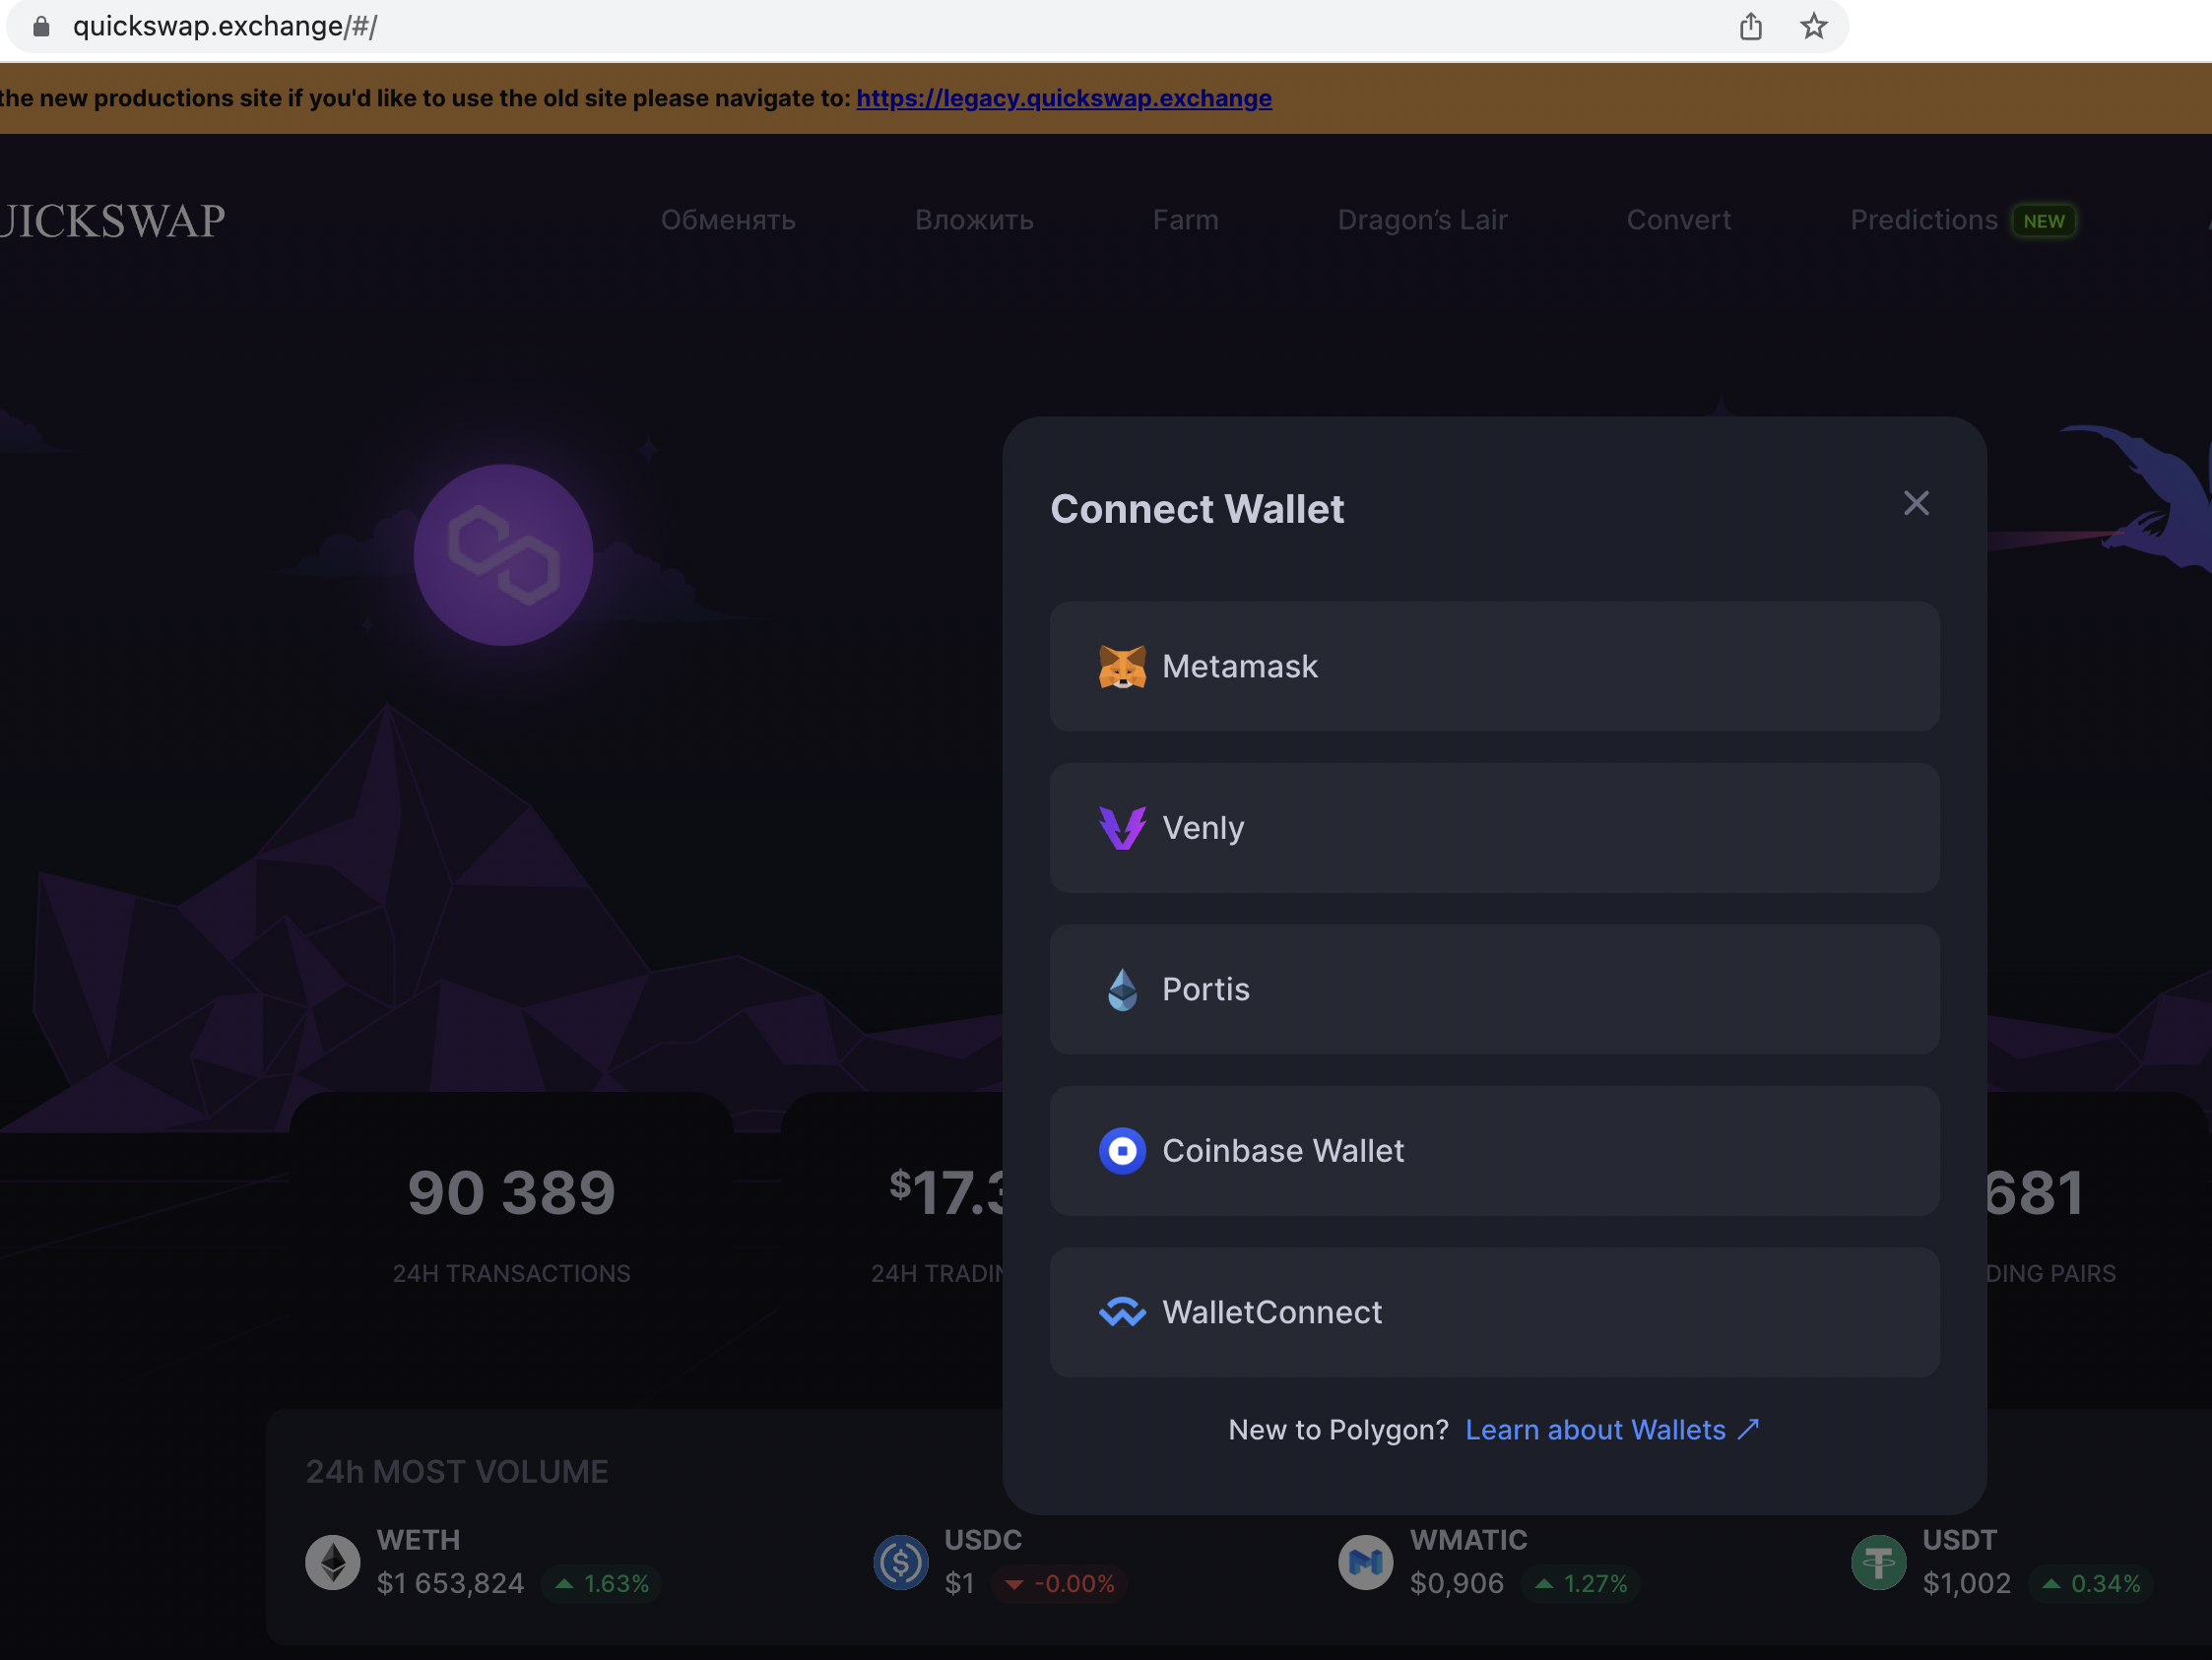 quickswap.exchange/#/
the new productions site if you'd like to use the old site please navigate to: https://legacy.quickswap.exchange
UICKSWAP Обменять Вложить Farm Dragon's Lair Convert Predictions NEW
Connect Wallet
Metamask
Venly
Portis
Coinbase Wallet
WalletConnect
New to Polygon? Learn about Wallets ↗
90 389
24H TRANSACTIONS
$17.3
24H TRADIN
681
DING PAIRS
24h MOST VOLUME
WETH
$1 653,824 1.63%
USDC
$1 -0.00%
WMATIC
$0,906 1.27%
USDT
$1,002 0.34%